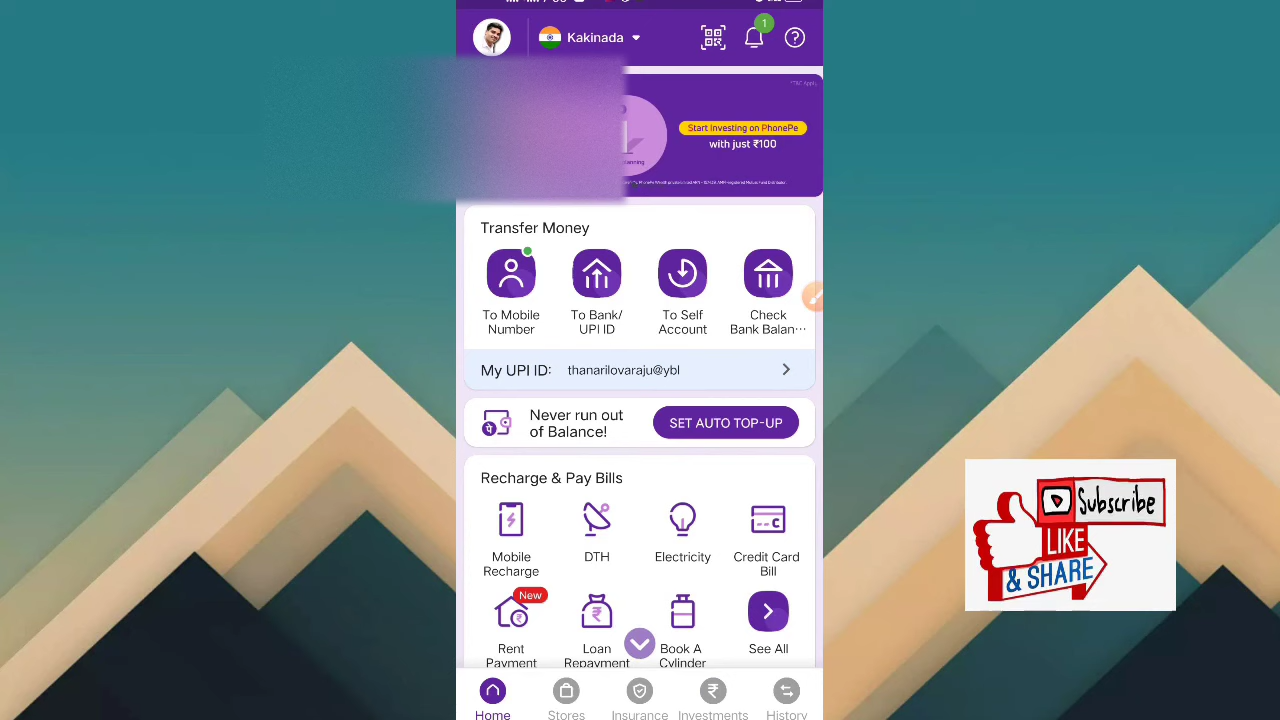 Kakinada
1
Start Investing on PhonePe
with just ₹100
Transfer Money
To Mobile
Number
To Bank/
UPI ID
To Self
Account
Check
Bank Balan···
My UPI ID: thanarilovaraju@ybl
Never run out
of Balance!
SET AUTO TOP-UP
Recharge & Pay Bills
Mobile
Recharge
DTH
Electricity
Credit Card
Bill
New
Rent
Payment
Loan
Repayment
Book A
Cylinder
See All
Home
Stores
Insurance
Investments
History
Subscribe
LIKE
& SHARE